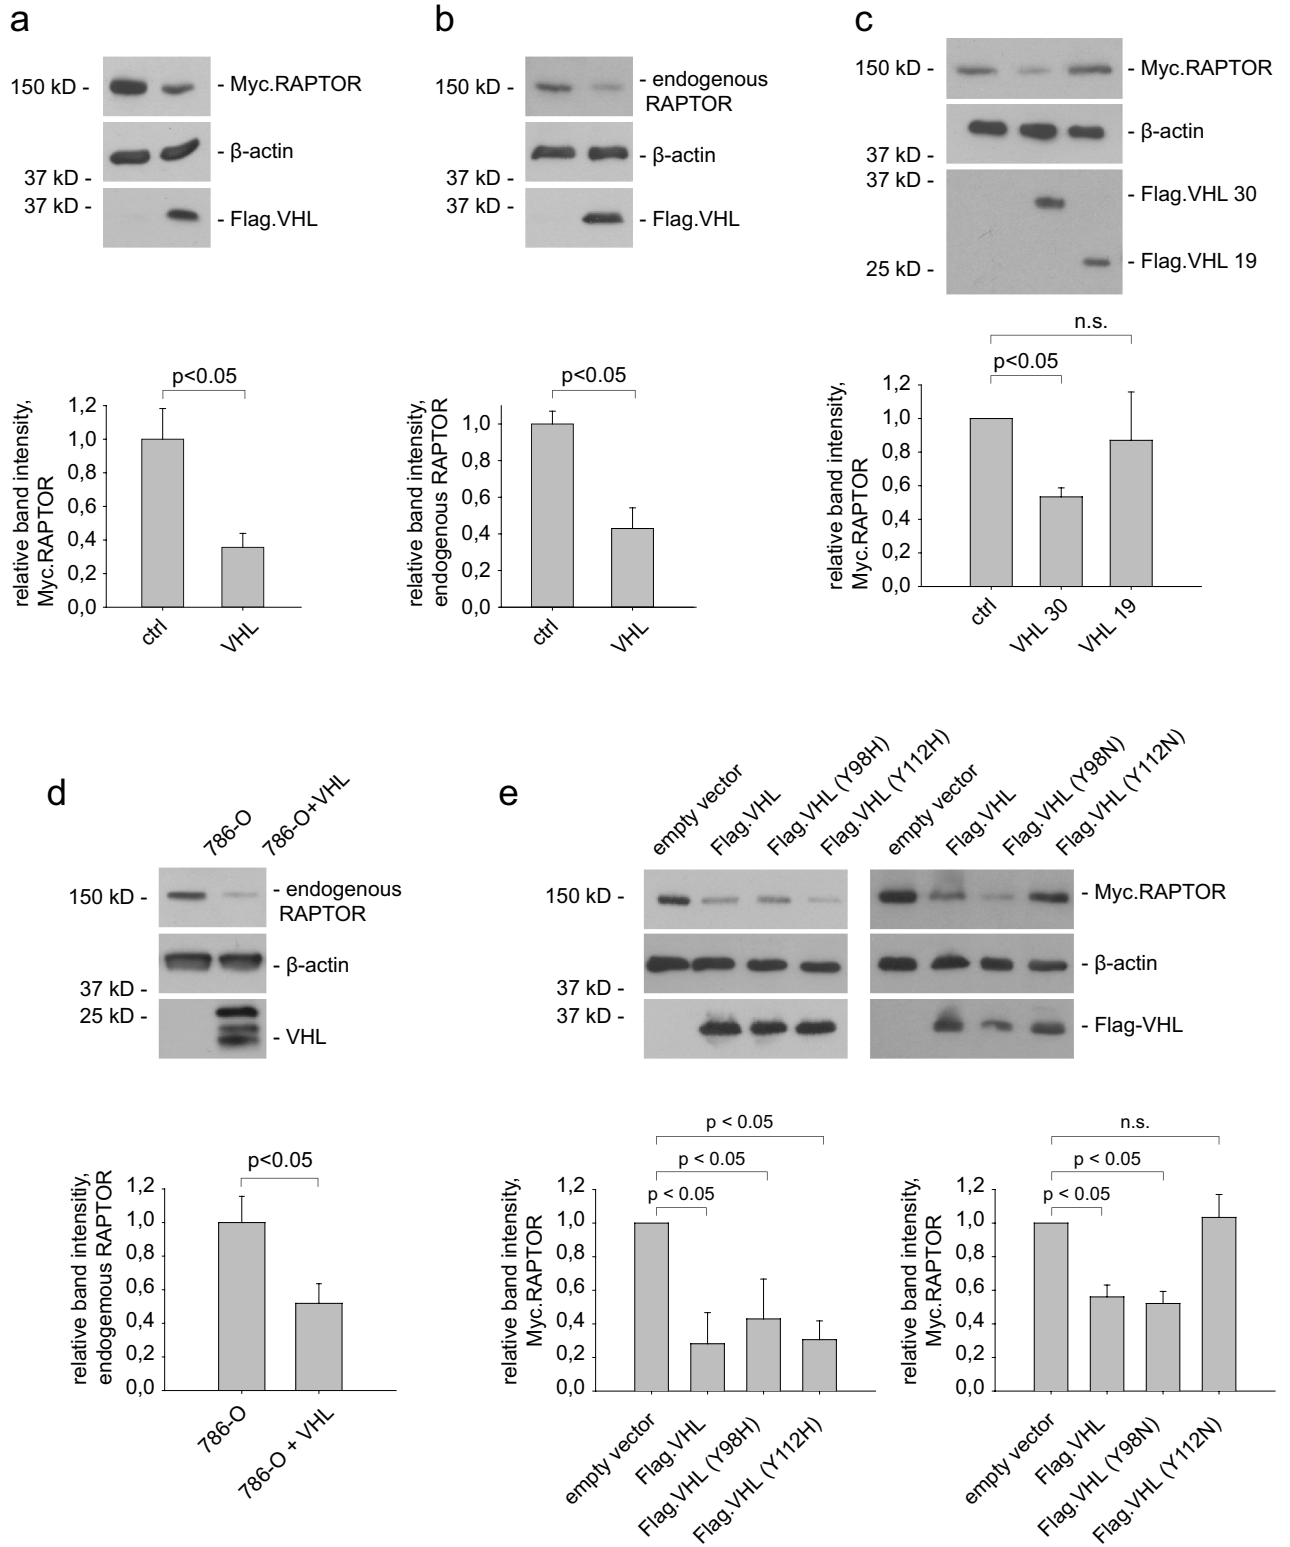 a
150 kD -
- Myc.RAPTOR
- β-actin
37 kD -
37 kD -
- Flag.VHL
p<0.05
relative band intensity,
Myc.RAPTOR
1,2
1,0
0,8
0,6
0,4
0,2
0,0
ctrl
VHL
b
150 kD -
- endogenous
RAPTOR
- β-actin
37 kD -
37 kD -
- Flag.VHL
p<0.05
relative band intensity,
endogenous RAPTOR
1,0
0,8
0,6
0,4
0,2
0,0
ctrl
VHL
c
150 kD -
- Myc.RAPTOR
- β-actin
37 kD -
37 kD -
- Flag.VHL 30
- Flag.VHL 19
25 kD -
n.s.
p<0.05
relative band intensity,
Myc.RAPTOR
1,2
1,0
0,8
0,6
0,4
0,2
0,0
ctrl
VHL 30
VHL 19
d
786-O
786-O+VHL
150 kD -
- endogenous
RAPTOR
- β-actin
37 kD -
25 kD -
- VHL
p<0.05
relative band intensity,
endogemous RAPTOR
1,2
1,0
0,8
0,6
0,4
0,2
0,0
786-O
786-O + VHL
e
empty vector
Flag.VHL
Flag.VHL (Y98H)
Flag.VHL (Y112H)
empty vector
Flag.VHL
Flag.VHL (Y98N)
Flag.VHL (Y112N)
150 kD -
- Myc.RAPTOR
- β-actin
37 kD -
37 kD -
- Flag-VHL
p < 0.05
p < 0.05
p < 0.05
relative band intensity,
Myc.RAPTOR
1,2
1,0
0,8
0,6
0,4
0,2
0,0
empty vector
Flag.VHL
Flag.VHL (Y98H)
Flag.VHL (Y112H)
n.s.
p < 0.05
p < 0.05
relative band intensity,
Myc.RAPTOR
1,2
1,0
0,8
0,6
0,4
0,2
0,0
empty vector
Flag.VHL
Flag.VHL (Y98N)
Flag.VHL (Y112N)